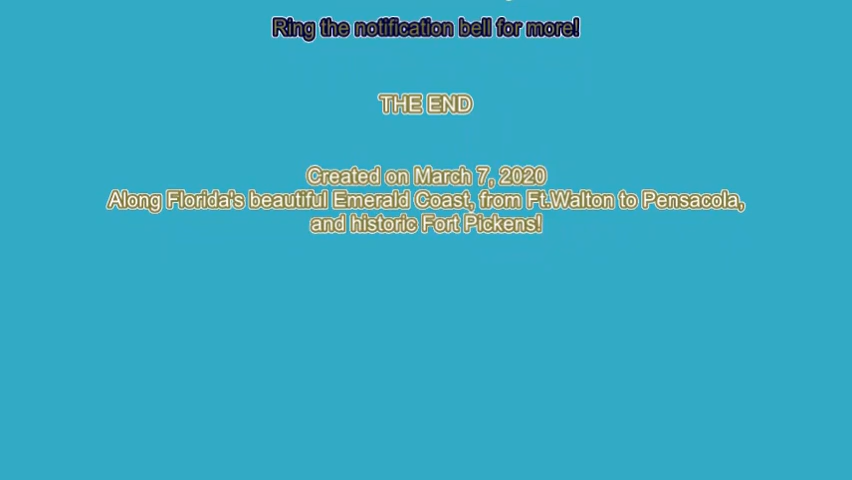 Ring the notification bell for more!
THE END
Created on March 7, 2020
Along Florida's beautiful Emerald Coast, from Ft.Walton to Pensacola,
and historic Fort Pickens!